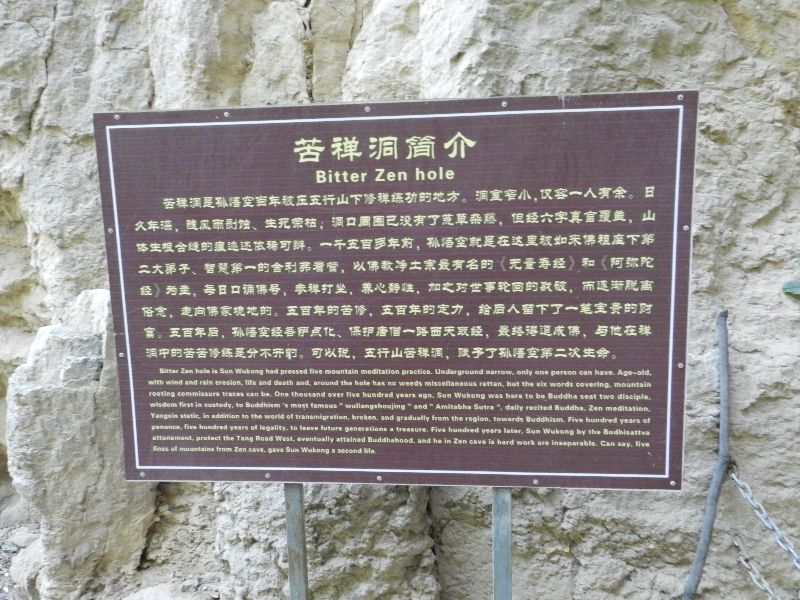 苦禅洞简介
Bitter Zen hole
苦禅洞是孙悟空当年被压五行山下修禅练功的地方。洞室窄小，仅容一人有余。日
久年深，随风雨剥蚀、生死荣枯，洞口周围已没有了荒草杂藤，但经六字真言覆盖，山
体生根合缝的痕迹还依稀可辨。一千五百多年前，孙悟空就是在这里被如来佛祖座下第
二大弟子、智慧第一的舍利弗看管，以佛教净土宗最有名的《无量寿经》和《阿弥陀
经》为主，每日口诵佛号，参禅打坐，养心静性，加之对世事轮回的戡破，而逐渐脱离
俗念，走向佛家境地的。五百年的苦修，五百年的定力，给后人留下了一笔宝贵的财
富。五百年后，孙悟空经菩萨点化、保护唐僧一路西天取经，最终得道成佛，与他在禅
洞中的苦苦修练是分不开的。可以说，五行山苦禅洞，赋予了孙悟空第二次生命。
Bitter Zen hole is Sun Wukong had pressed five mountain meditation practice. Underground narrow, only one person can have. Age-old,
with wind and rain erosion, life and death and, around the hole has no weeds miscellaneous rattan, but the six words covering, mountain
rooting commissure traces can be. One thousand over five hundred years ago, Sun Wukong was here to be Buddha seat two disciple,
wisdom first in custody, to Buddhism 's most famous " wuliangshoujing " and " Amitabha Sutra ", daily recited Buddha, Zen meditation,
Yangxin static, in addition to the world of transmigration, broken, and gradually from the region, towards Buddhism. Five hundred years of
penance, five hundred years of legality, to leave future generations a treasure. Five hundred years later, Sun Wukong by the Bodhisattva
attunement, protect the Tang Road West, eventually attained Buddhahood, and he in Zen cave is hard work are inseparable. Can say, five
lines of mountains from Zen cave, gave Sun Wukong a second life.